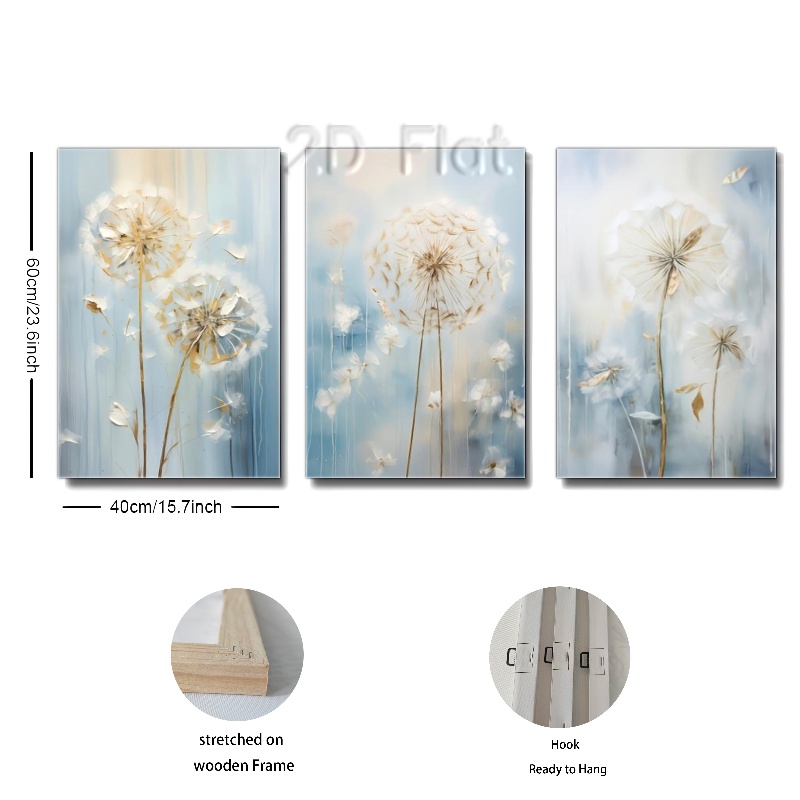 2D Flat
60cm/23.6inch
40cm/15.7inch
stretched on
wooden Frame
Hook
Ready to Hang